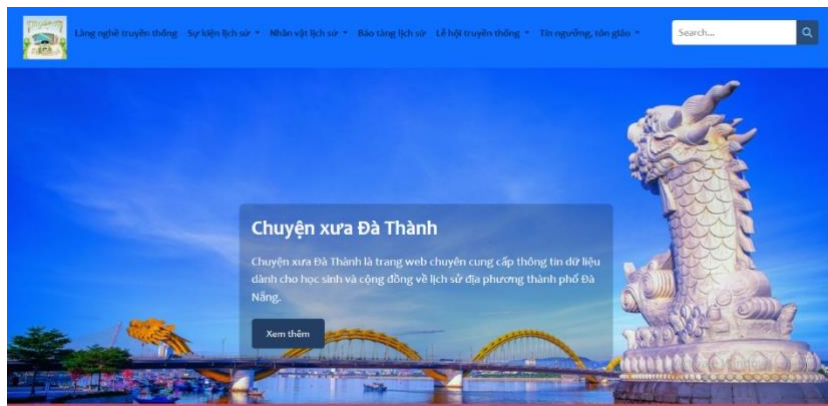 Làng nghề truyền thống Sự kiện lịch sử Nhân vật lịch sử Bảo tàng lịch sử Lễ hội truyền thống Tín ngưỡng, tôn giáo Search...
Chuyện xưa Đà Thành
Chuyện xưa Đà Thành là trang web chuyên cung cấp thông tin dữ liệu
dành cho học sinh và cộng đồng về lịch sử địa phương thành phố Đà
Nẵng.
Xem thêm